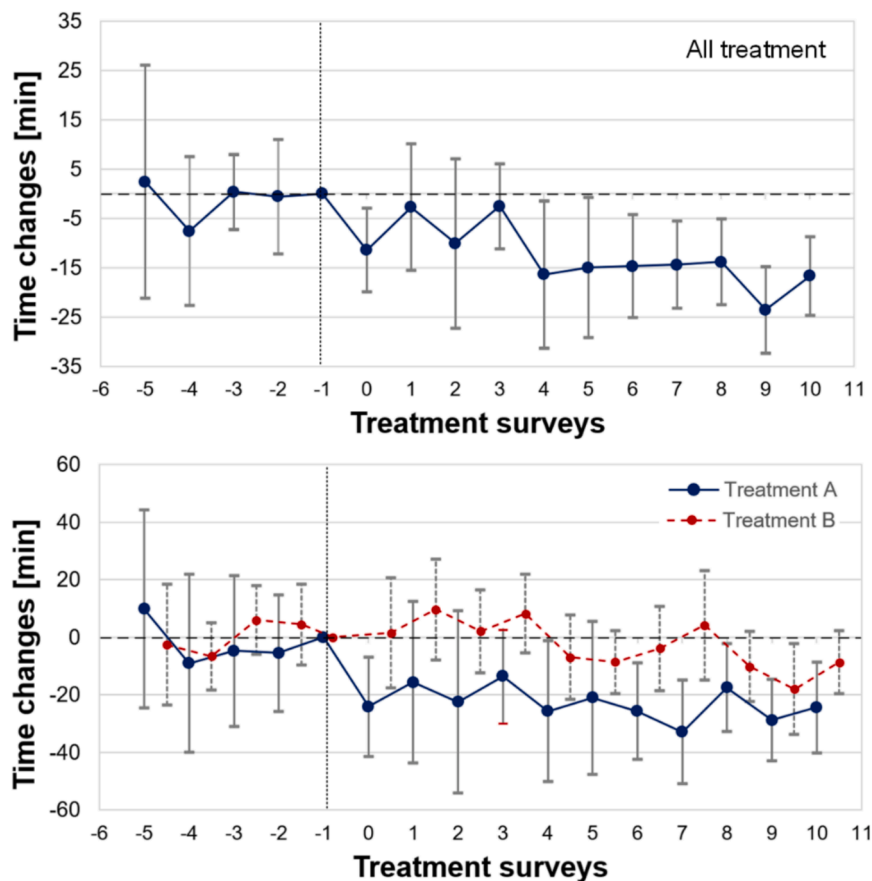 All treatment
Time changes [min]
35
25
15
5
-5
-15
-25
-35
-6 -5 -4 -3 -2 -1 0 1 2 3 4 5 6 7 8 9 10 11
Treatment surveys
Treatment A
Treatment B
Time changes [min]
60
40
20
0
-20
-40
-60
-6 -5 -4 -3 -2 -1 0 1 2 3 4 5 6 7 8 9 10 11
Treatment surveys